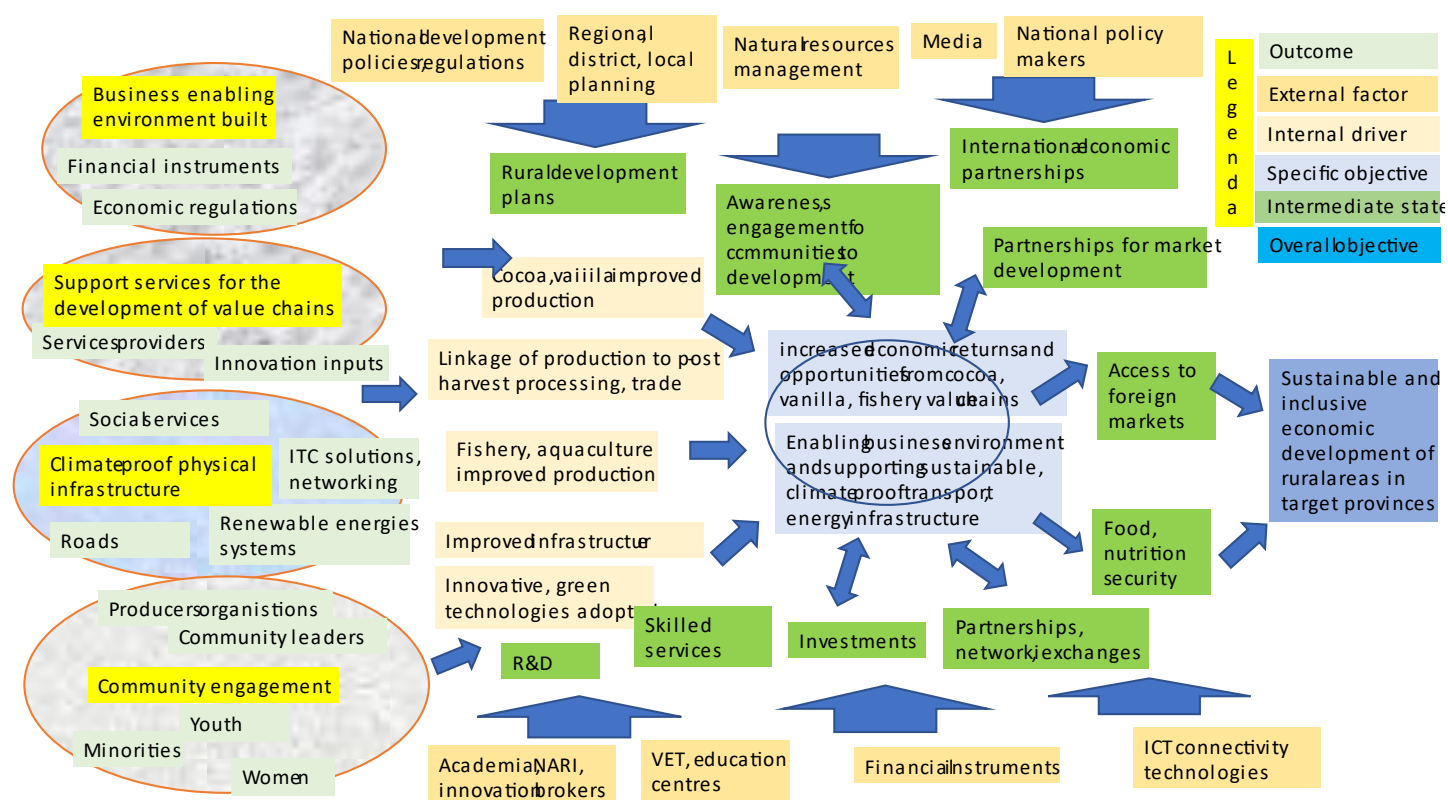 National development
policies, regulations
Regional,
district, local
planning
Natural resources
management
Media
National policy
makers
L
e
g
e
n
d
a
Outcome
External factor
Internal driver
Specific objective
Intermediate state
Overall objective
Business enabling
environment built
Financial instruments
Economic regulations
Rural development
plans
Awareness,
engagement fo
ccmmunities to
development
International economic
partnerships
Partnerships for market
development
Support services for the
development of value chains
Services providers
Innovation inputs
Cocoa, vaiiila improved
production
Linkage of production to post-
harvest processing, trade
increased economic returns and
opportunities from cocoa,
vanilla, fishery value chains
Access to
foreign
markets
Sustainable and
inclusive
economic
development of
rural areas in
target provinces
Social services
Climate proof physical
infrastructure
ITC solutions,
networking
Renewable energies
systems
Roads
Fishery, aquaculture
improved production
Enabling business environment
and supporting sustainable,
climate proof transport,
energy infrastructure
Food,
nutrition
security
Improved infrastructur
Innovative, green
technologies adopt
Producers organistions
Community leaders
Community engagement
Youth
Minorities
Women
R&D
Skilled
services
Investments
Partnerships,
network, exchanges
Academia, NARI,
innovation brokers
VET, education
centres
Financial instruments
ICT connectivity
technologies